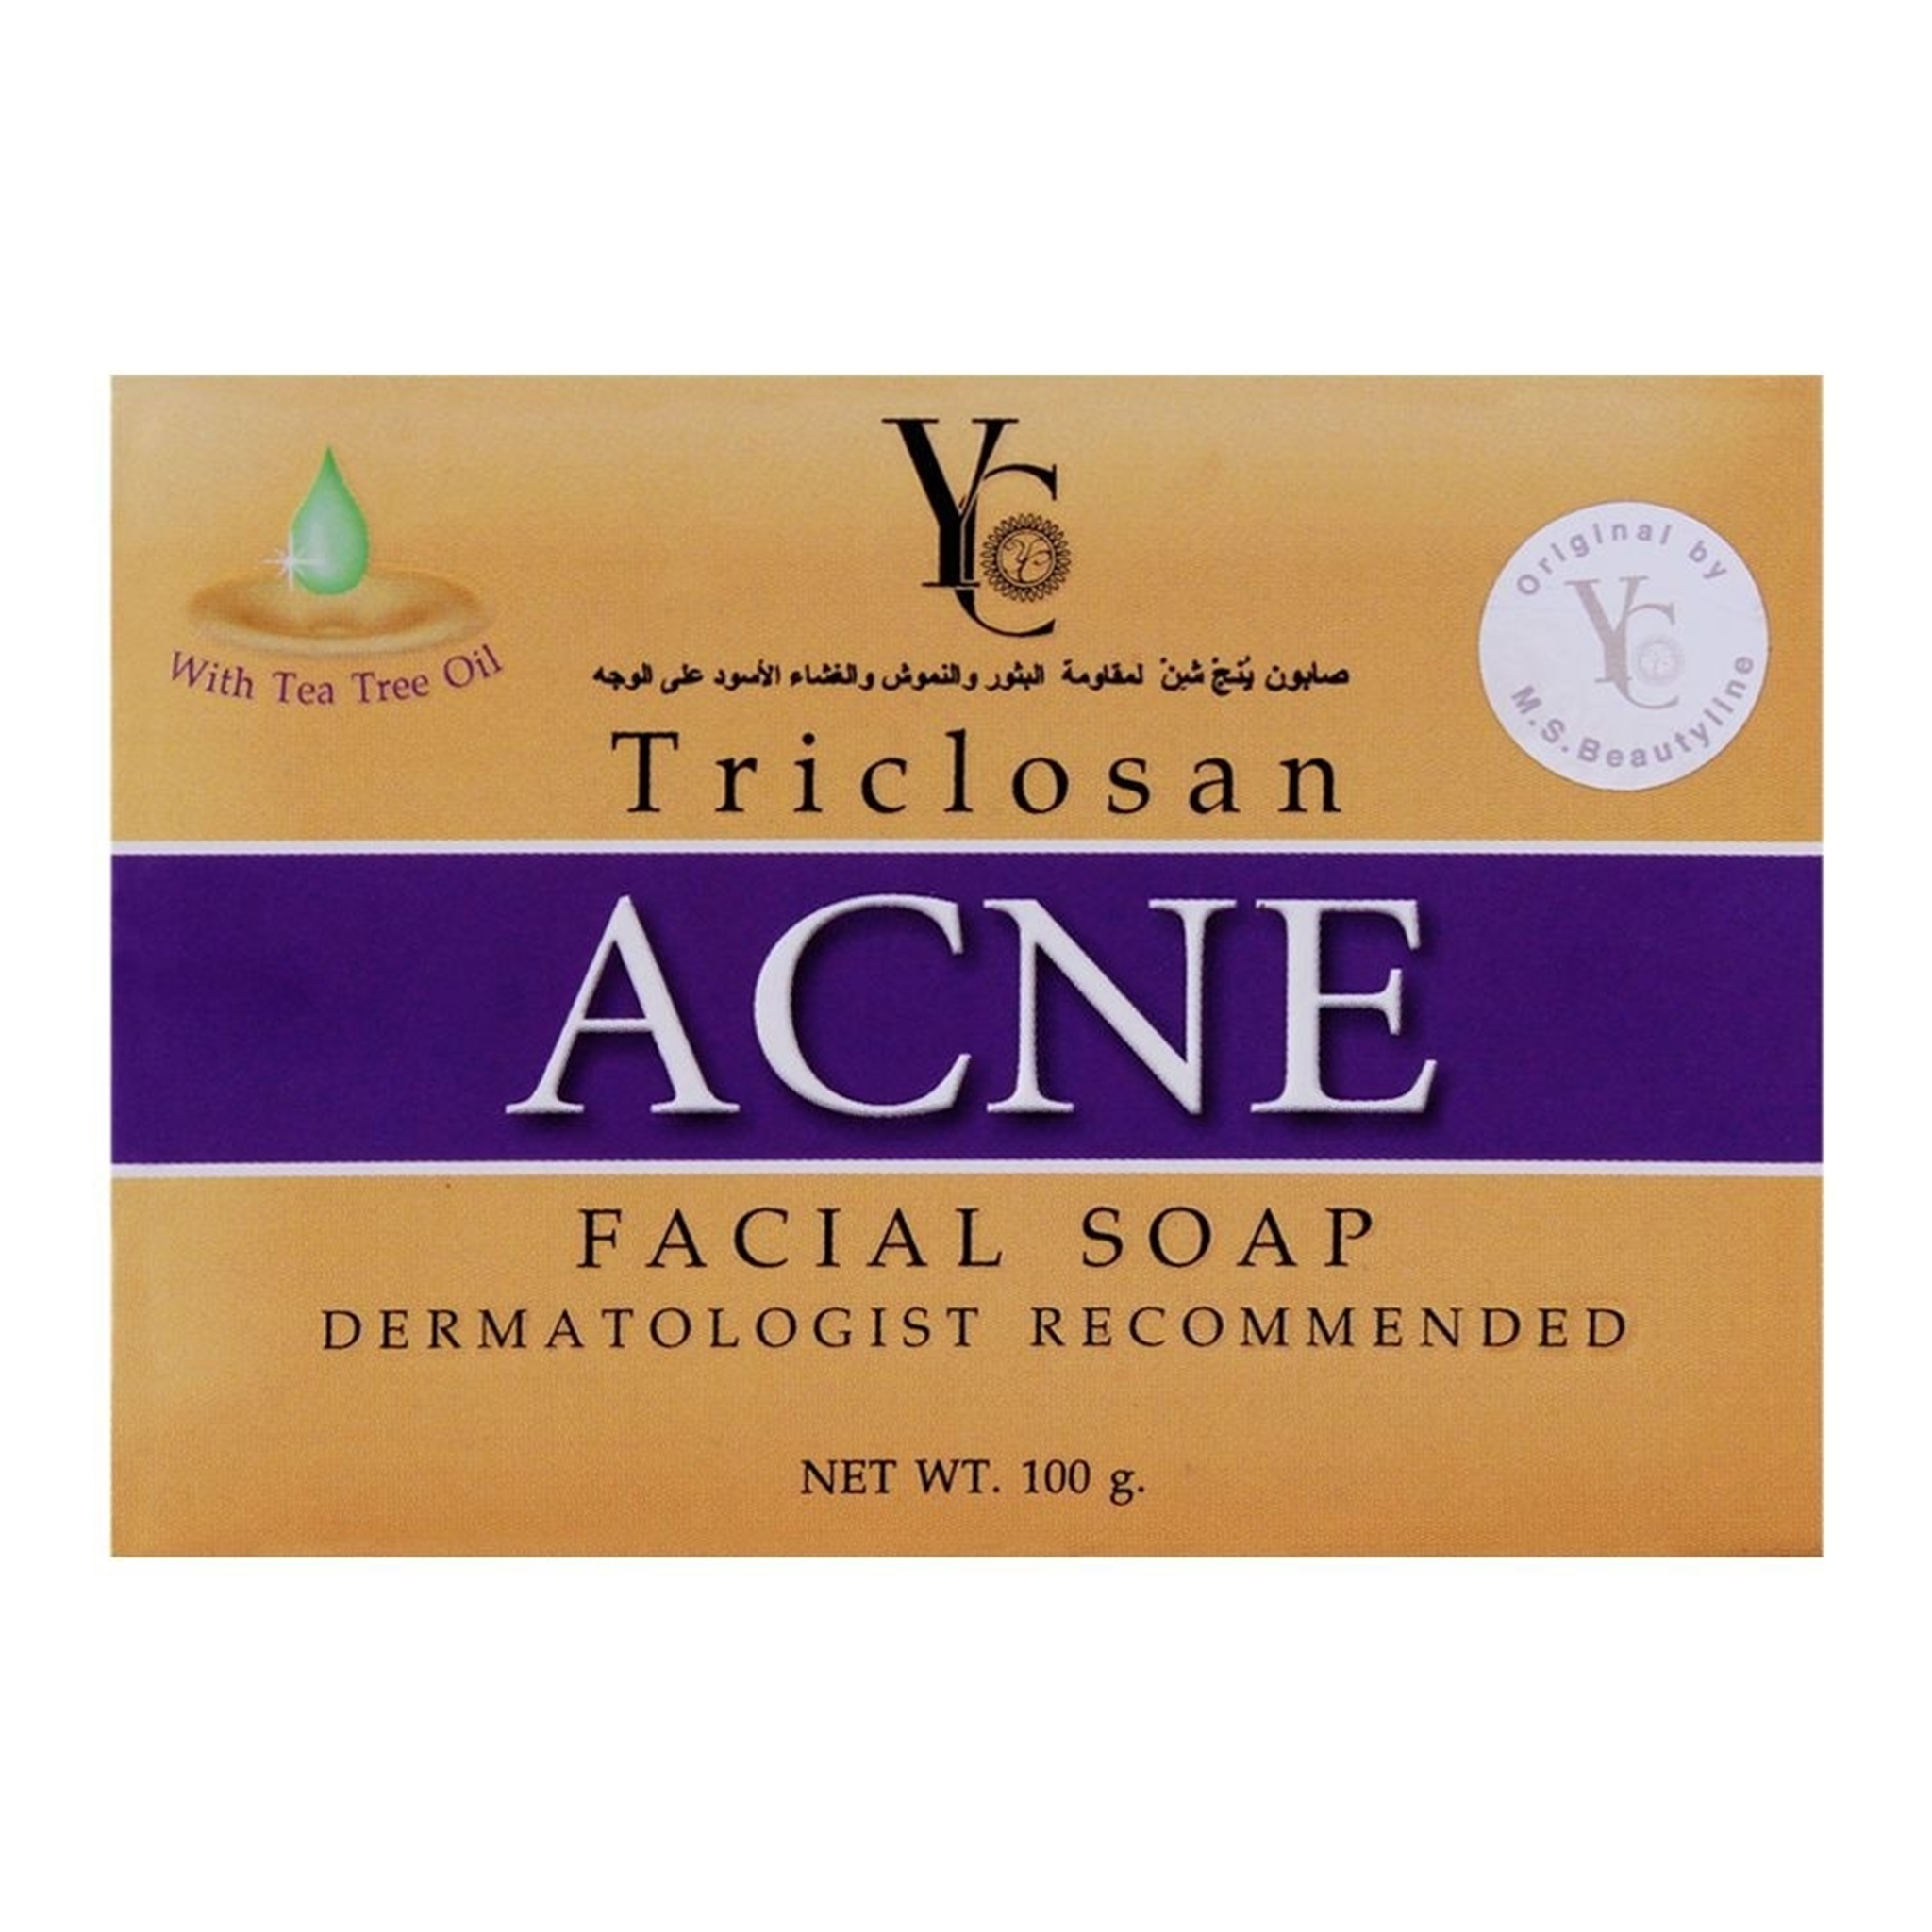 YC
With Tea Tree Oil
صابون يُنجْ شينْ لمقاومة البثور والنموش والغشاء الأسود على الوجه
Original by
YC
M.S.Beautyline
Triclosan
ACNE
FACIAL SOAP
DERMATOLOGIST RECOMMENDED
NET WT. 100 g.